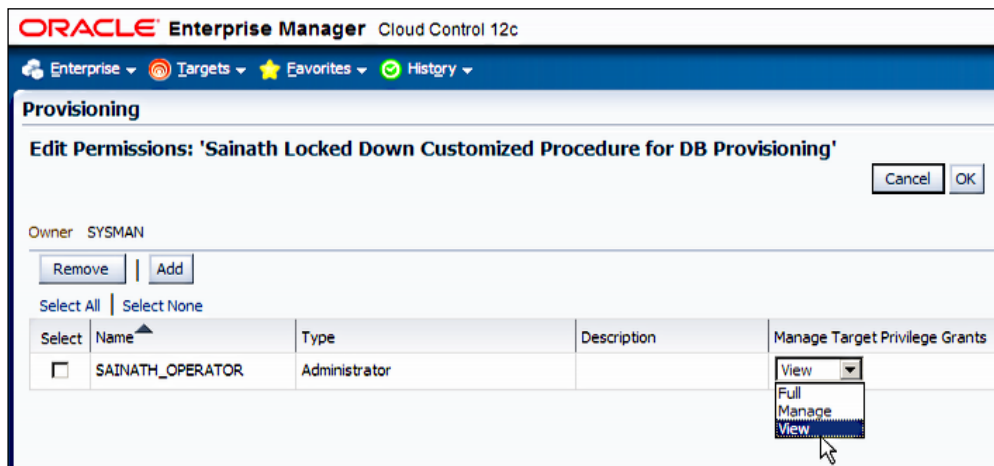 ORACLE Enterprise Manager Cloud Control 12c
Enterprise Targets Favorites History
Provisioning
Edit Permissions: 'Sainath Locked Down Customized Procedure for DB Provisioning'
Cancel OK
Owner SYSMAN
Remove | Add
Select All | Select None
Select Name Type Description Manage Target Privilege Grants
SAINATH_OPERATOR Administrator View
Full
Manage
View